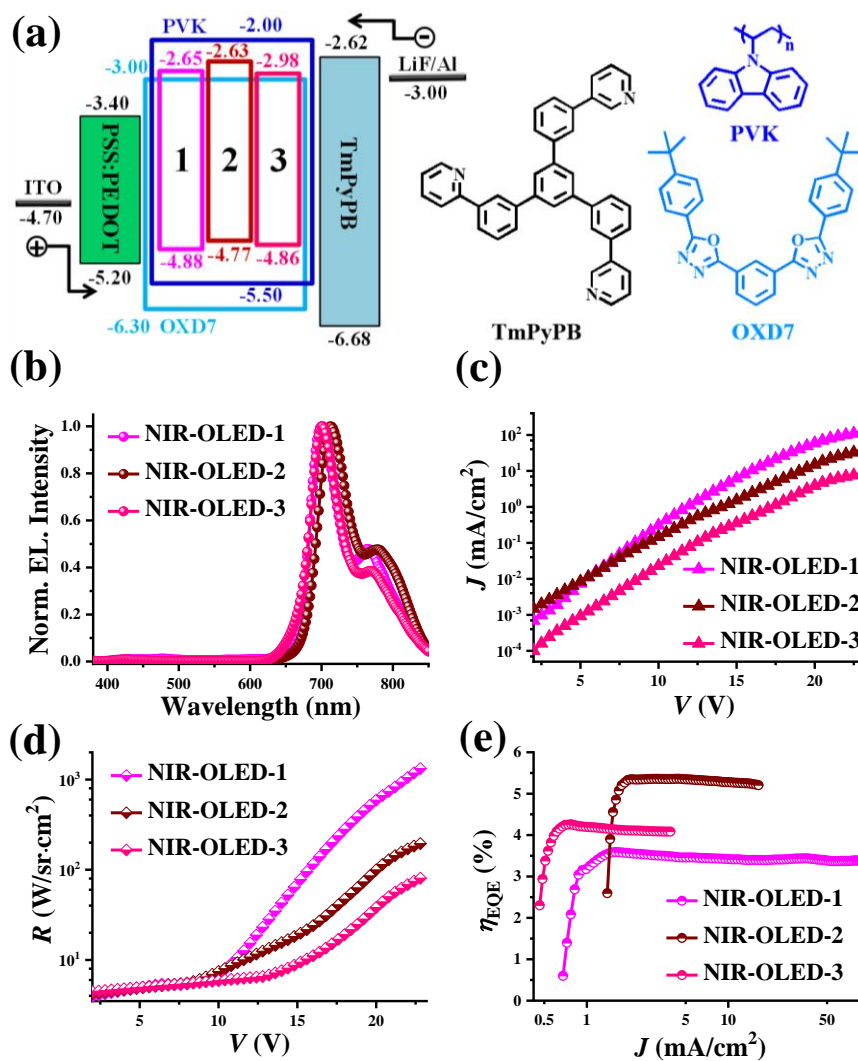 (a)
PVK -2.00
-2.65 -2.63 -2.98
-3.00
-2.62
LiF/Al
-3.00
-3.40
PSS:PEDOT
1 2 3
TmPyPB
ITO
-4.70
-4.88 -4.77 -4.86
-5.20
-5.50
-6.30 OXD7
-6.68
N
N
N
TmPyPB
n
N
PVK
O
N N
O
N N
OXD7
(b)
Norm. EL. Intensity
1.0
0.8
0.6
0.4
0.2
0.0
NIR-OLED-1
NIR-OLED-2
NIR-OLED-3
400 500 600 700 800
Wavelength (nm)
(c)
J (mA/cm²)
10²
10¹
10⁰
10⁻¹
10⁻²
10⁻³
10⁻⁴
NIR-OLED-1
NIR-OLED-2
NIR-OLED-3
5 10 15 20
V (V)
(d)
R (W/sr·cm²)
10³
10²
10¹
NIR-OLED-1
NIR-OLED-2
NIR-OLED-3
5 10 15 20
V (V)
(e)
ηEQE (%)
6
5
4
3
2
1
0
NIR-OLED-1
NIR-OLED-2
NIR-OLED-3
0.5 1 5 10 50
J (mA/cm²)